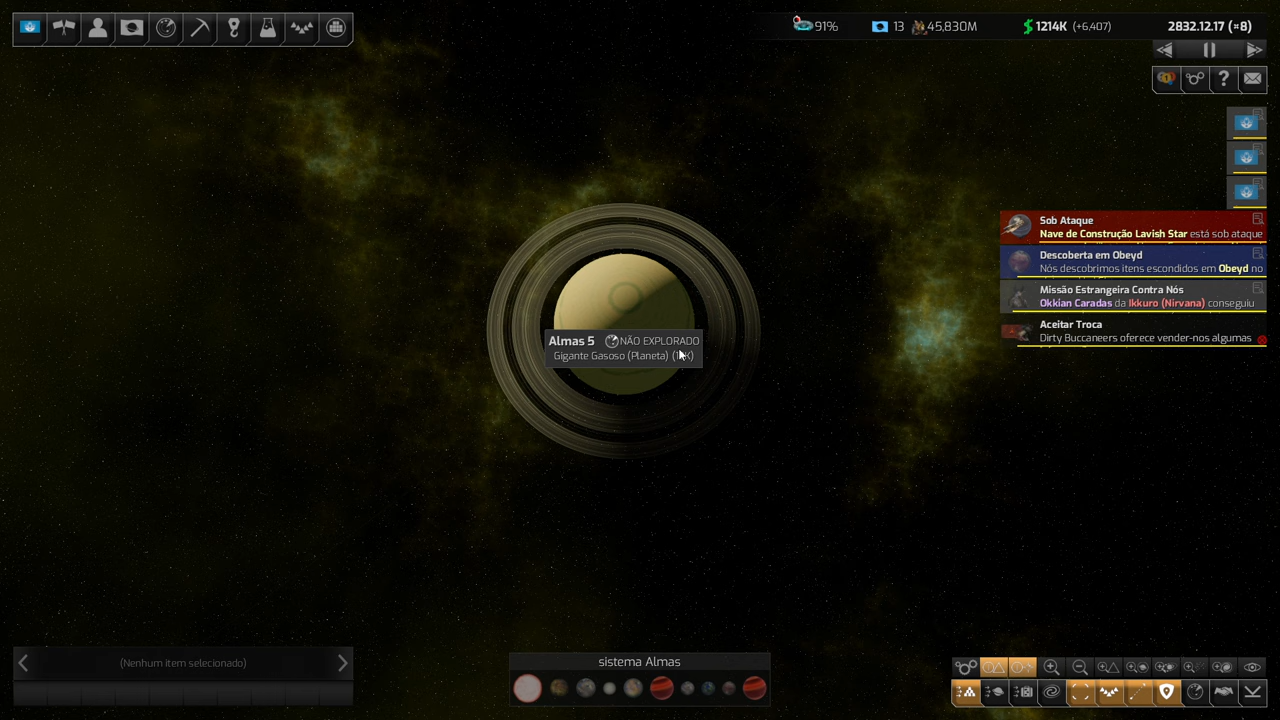 91%
13
45,830M
1214K (+6,407)
2832.12.17 (×8)
Sob Ataque
Nave de Construção Lavish Star está sob ataque
Descoberta em Obeyd
Nós descobrimos itens escondidos em Obeyd no
Missão Estrangeira Contra Nós
Okkian Caradas da Ikkuro (Nirvana) conseguiu
Aceitar Troca
Dirty Buccaneers oferece vender-nos algumas
Almas 5 NÃO EXPLORADO
Gigante Gasoso (Planeta)
(Nenhum item selecionado)
sistema Almas